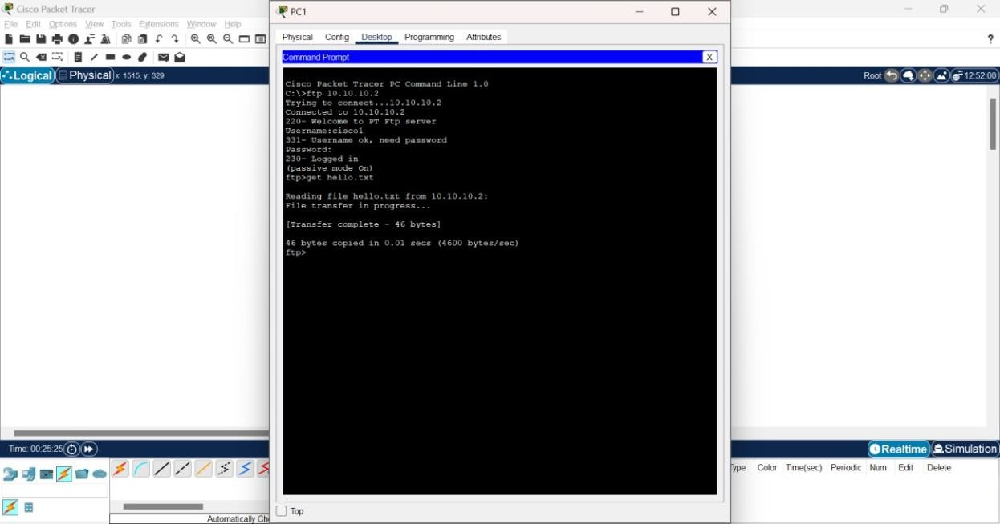 Cisco Packet Tracer
File Edit Options View Tools Extensions Window Help
?
Logical Physical x: 1515, y: 329
Root 12:52:00
PC1
Physical Config Desktop Programming Attributes
Command Prompt X
Cisco Packet Tracer PC Command Line 1.0
C:\>ftp 10.10.10.2
Trying to connect...10.10.10.2
Connected to 10.10.10.2
220- Welcome to PT Ftp server
Username:cisco1
331- Username ok, need password
Password:
230- Logged in
(passive mode On)
ftp>get hello.txt
Reading file hello.txt from 10.10.10.2:
File transfer in progress...
[Transfer complete - 46 bytes]
46 bytes copied in 0.01 secs (4600 bytes/sec)
ftp>
Top
Time: 00:25:25
Realtime Simulation
Color Time(sec) Periodic Num Edit Delete
Automatically